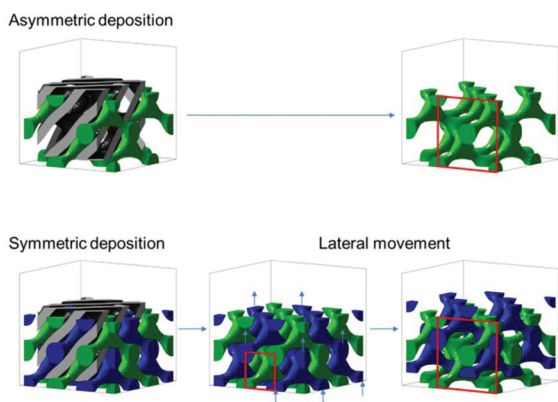 Asymmetric deposition
Symmetric deposition
Lateral movement